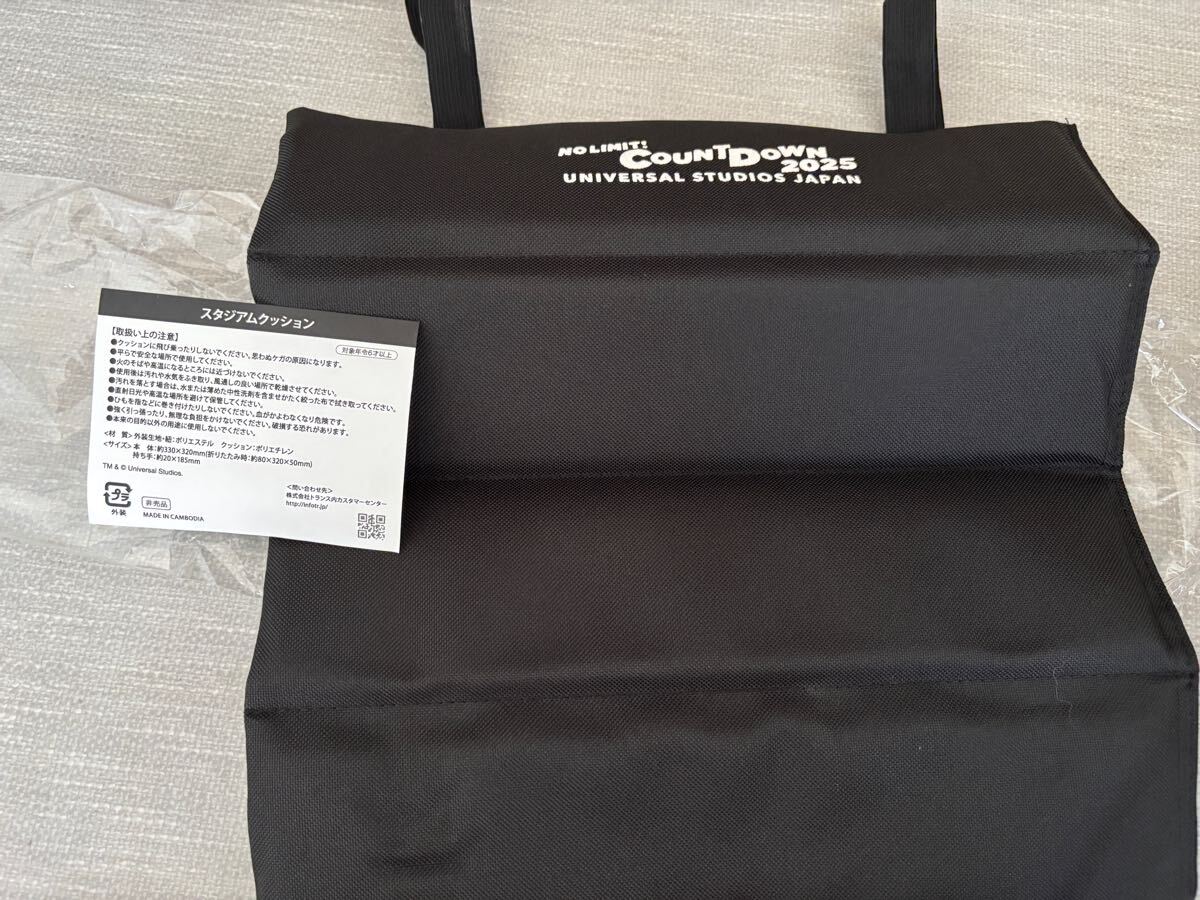 NO LIMIT!
COUNTDOWN
2025
UNIVERSAL STUDIOS JAPAN
スタジアムクッション
【取扱い上の注意】
対象年令6才以上
●クッションに飛び乗ったりしないでください。思わぬケガの原因になります。
●平らで安全な場所で使用してください。
●火のそばや高温になるところには近づけないでください。
●使用後は汚れや水気をふき取り、風通しの良い場所で乾燥させてください。
●汚れを落とす場合は、水または薄めた中性洗剤を含ませかたく絞った布で拭き取ってください。
●直射日光や高温な場所を避けて保管してください。
●ひもを指などに巻き付けたりしないでください。血がかよわなくなり危険です。
●強く引っ張ったり、無理な負担をかけないでください。破損する恐れがあります。
●本来の目的以外の用途に使用しないでください。
<材 質>外装生地・紐:ポリエステル クッション:ポリエチレン
<サイズ>本 体:約330×320mm(折りたたみ時:約80×320×50mm)
持ち手:約20×185mm
TM & © Universal Studios.
プラ
外装
非売品
MADE IN CAMBODIA
<問い合わせ先>
株式会社トランス内カスタマーセンター
http://infotr.jp/